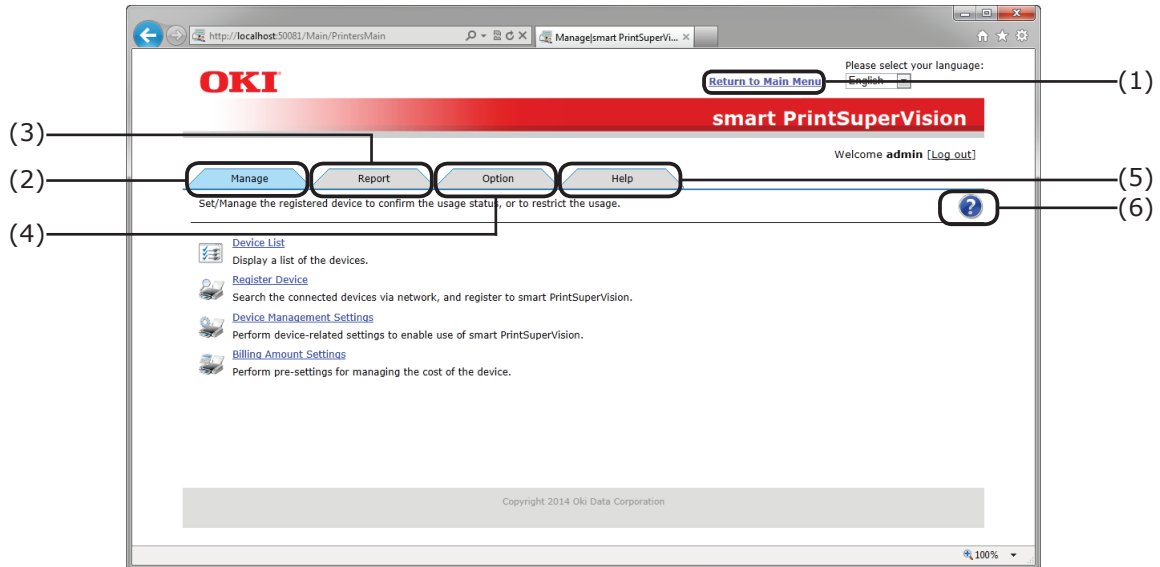 http://localhost:50081/Main/PrintersMain
Manage|smart PrintSuperVi...
OKI
Return to Main Menu
Please select your language:
English
(1)
smart PrintSuperVision
(3)
Welcome admin [Log out]
(2)
Manage
Report
Option
Help
(5)
Set/Manage the registered device to confirm the usage status, or to restrict the usage.
?
(6)
(4)
Device List
Display a list of the devices.
Register Device
Search the connected devices via network, and register to smart PrintSuperVision.
Device Management Settings
Perform device-related settings to enable use of smart PrintSuperVision.
Billing Amount Settings
Perform pre-settings for managing the cost of the device.
Copyright 2014 Oki Data Corporation
100%